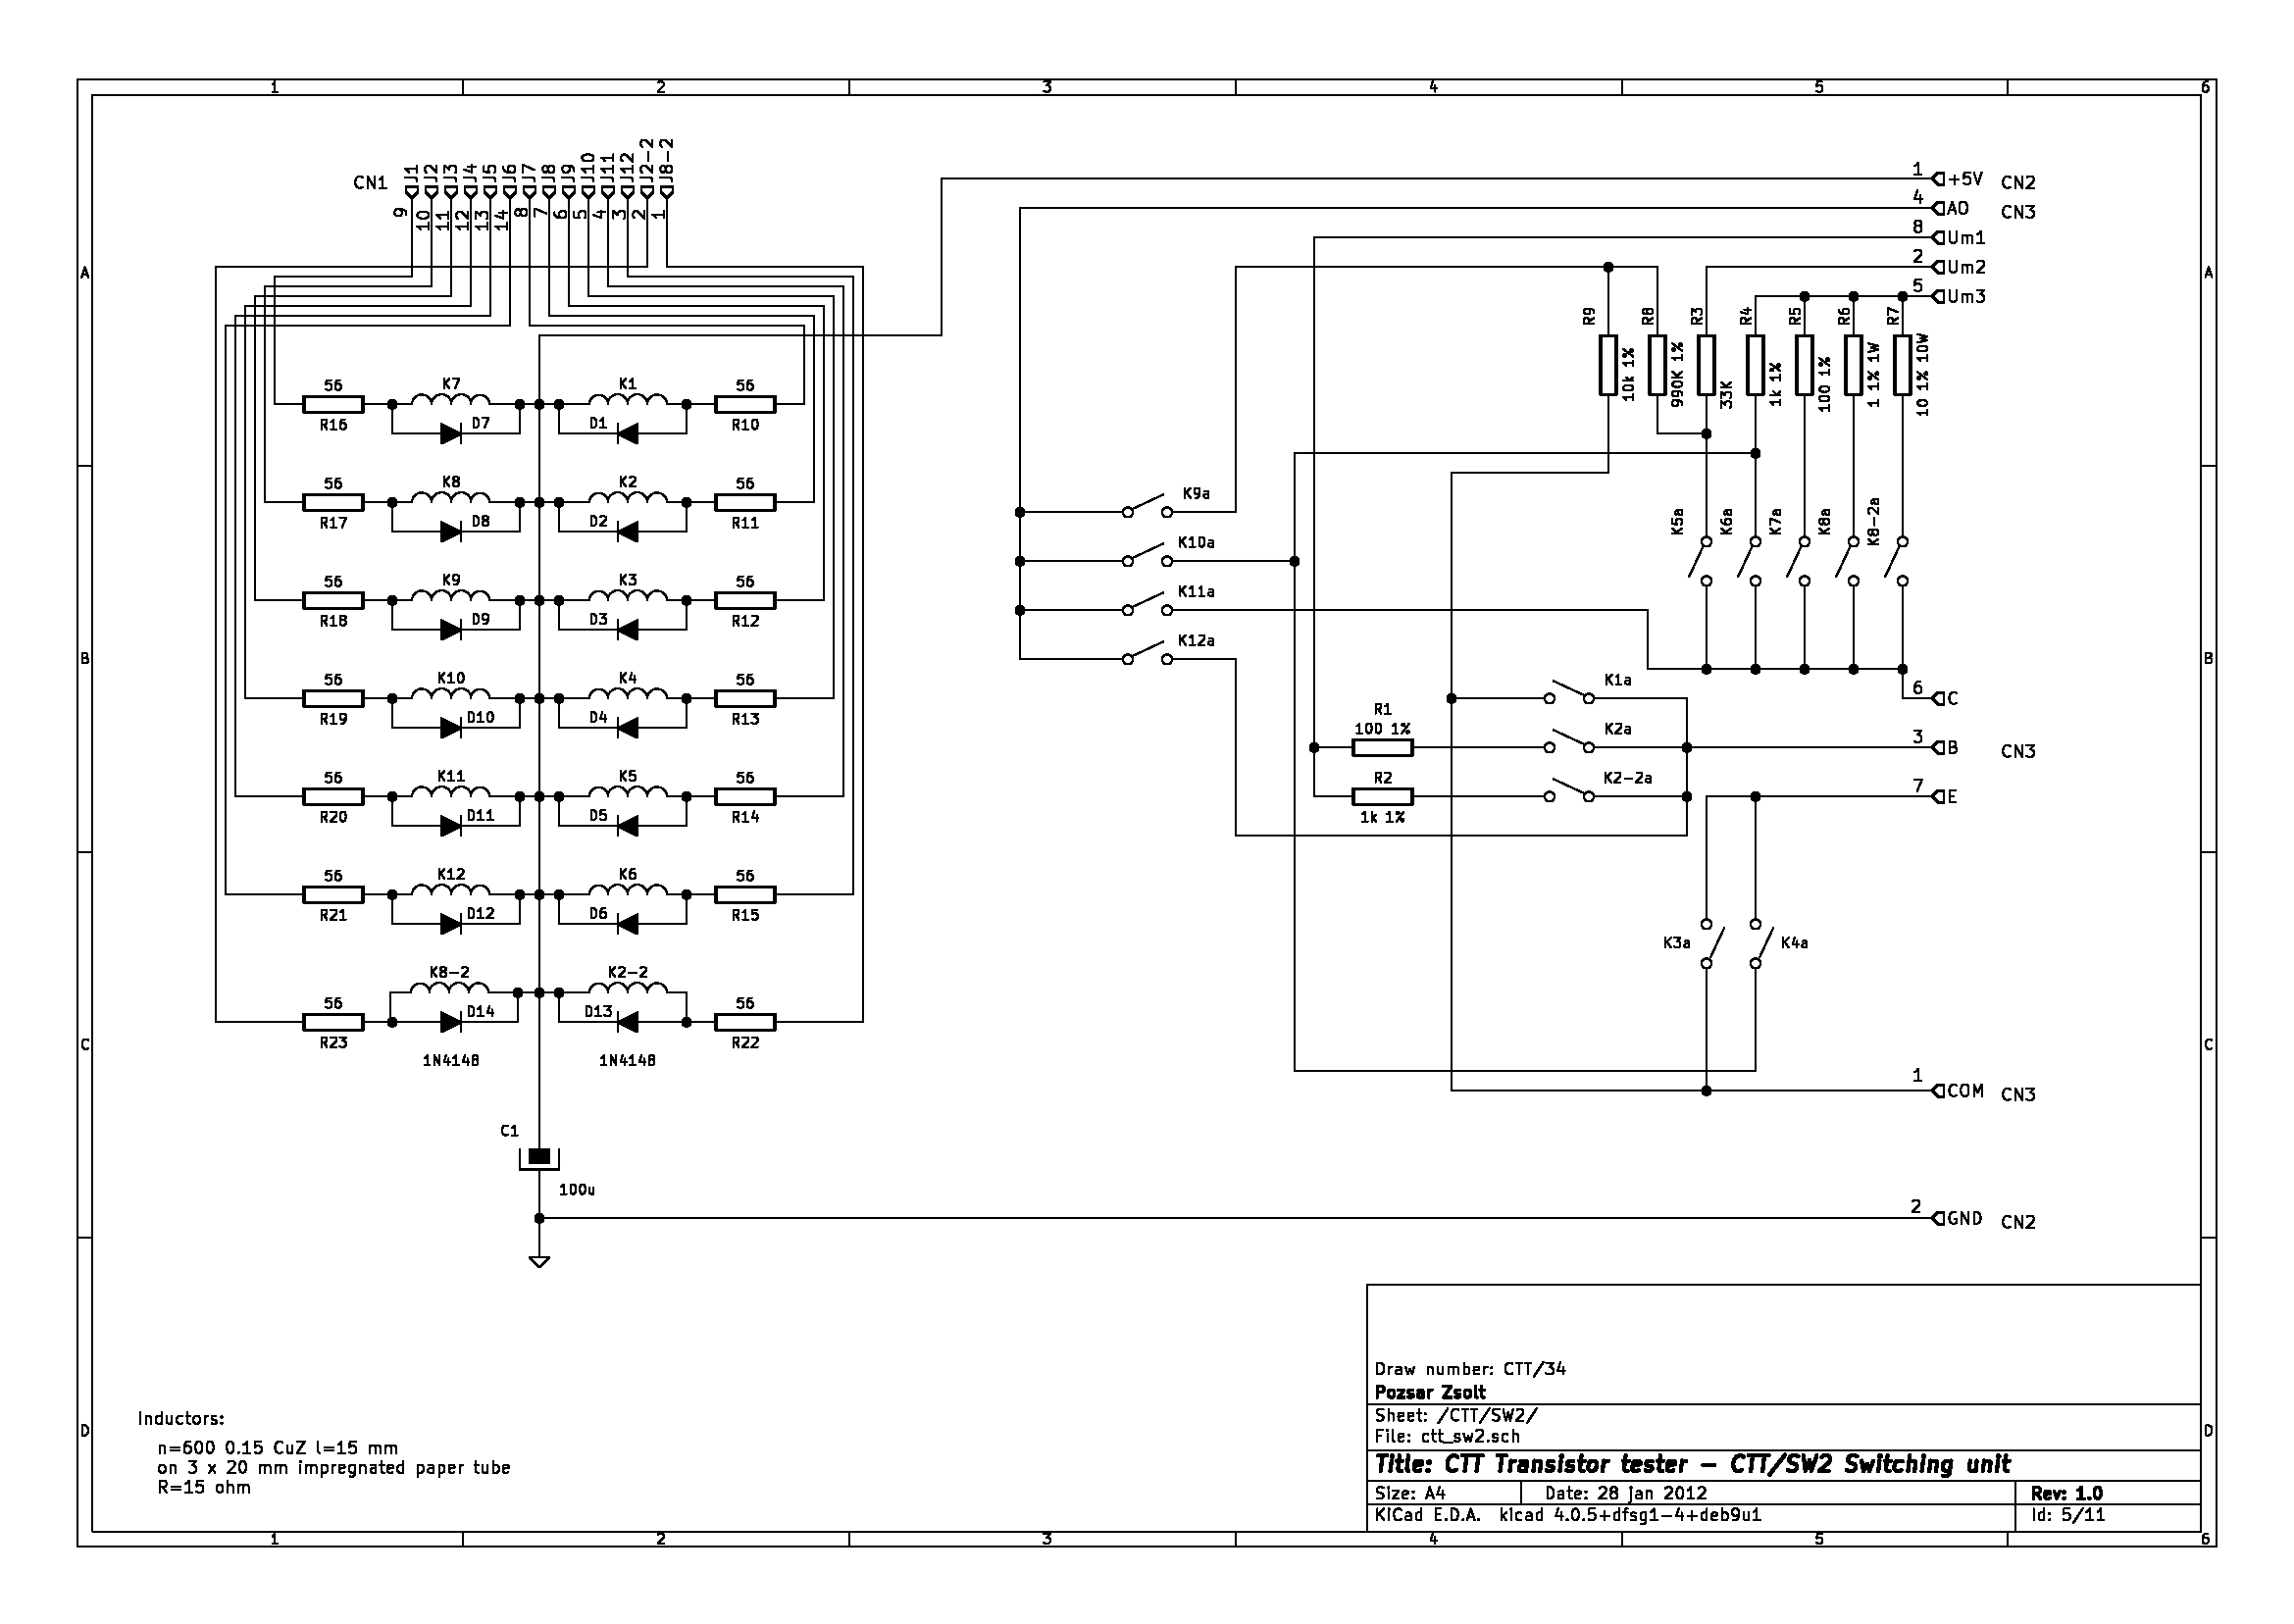 1 2 3 4 5 6
J1 J2 J3 J4 J5 J6 J7 J8 J9 J10 J11 J12 J2-2 J8-2
CN1
9 10 11 12 13 14 8 7 6 5 4 3 2 1
1 +5V CN2
4 AO CN3
8 Um1
2 Um2
A A
5 Um3
R9 R8 R3 R4 R5 R6 R7
10k 1% 990K 1% 33K 1k 1% 100 1% 1 1% 1W 10 1% 10W
56 K7 K1 56
R16 D7 D1 R10
56 K8 K2 56
R17 D8 D2 R11
K9a
K5a K6a K7a K8a K8-2a
K10a
56 K9 K3 56
R18 D9 D3 R12
K11a
K12a
B B
56 K10 K4 56
R19 D10 D4 R13
K1a
6 C
R1
100 1%
K2a
3 B CN3
56 K11 K5 56
R20 D11 D5 R14
R2
1k 1%
K2-2a
7 E
56 K12 K6 56
R21 D12 D6 R15
K3a K4a
K8-2 K2-2
56 D14 D13 56
R23 R22
1N4148 1N4148
C C
1 COM CN3
C1
100u
2 GND CN2
Draw number: CTT/34
Pozsar Zsolt
Sheet: /CTT/SW2/
File: ctt_sw2.sch
Title: CTT Transistor tester - CTT/SW2 Switching unit
Size: A4 Date: 28 jan 2012 Rev: 1.0
KiCad E.D.A. kicad 4.0.5+dfsg1-4+deb9u1 Id: 5/11
D D
Inductors:
n=600 0.15 CuZ l=15 mm
on 3 x 20 mm impregnated paper tube
R=15 ohm
1 2 3 4 5 6